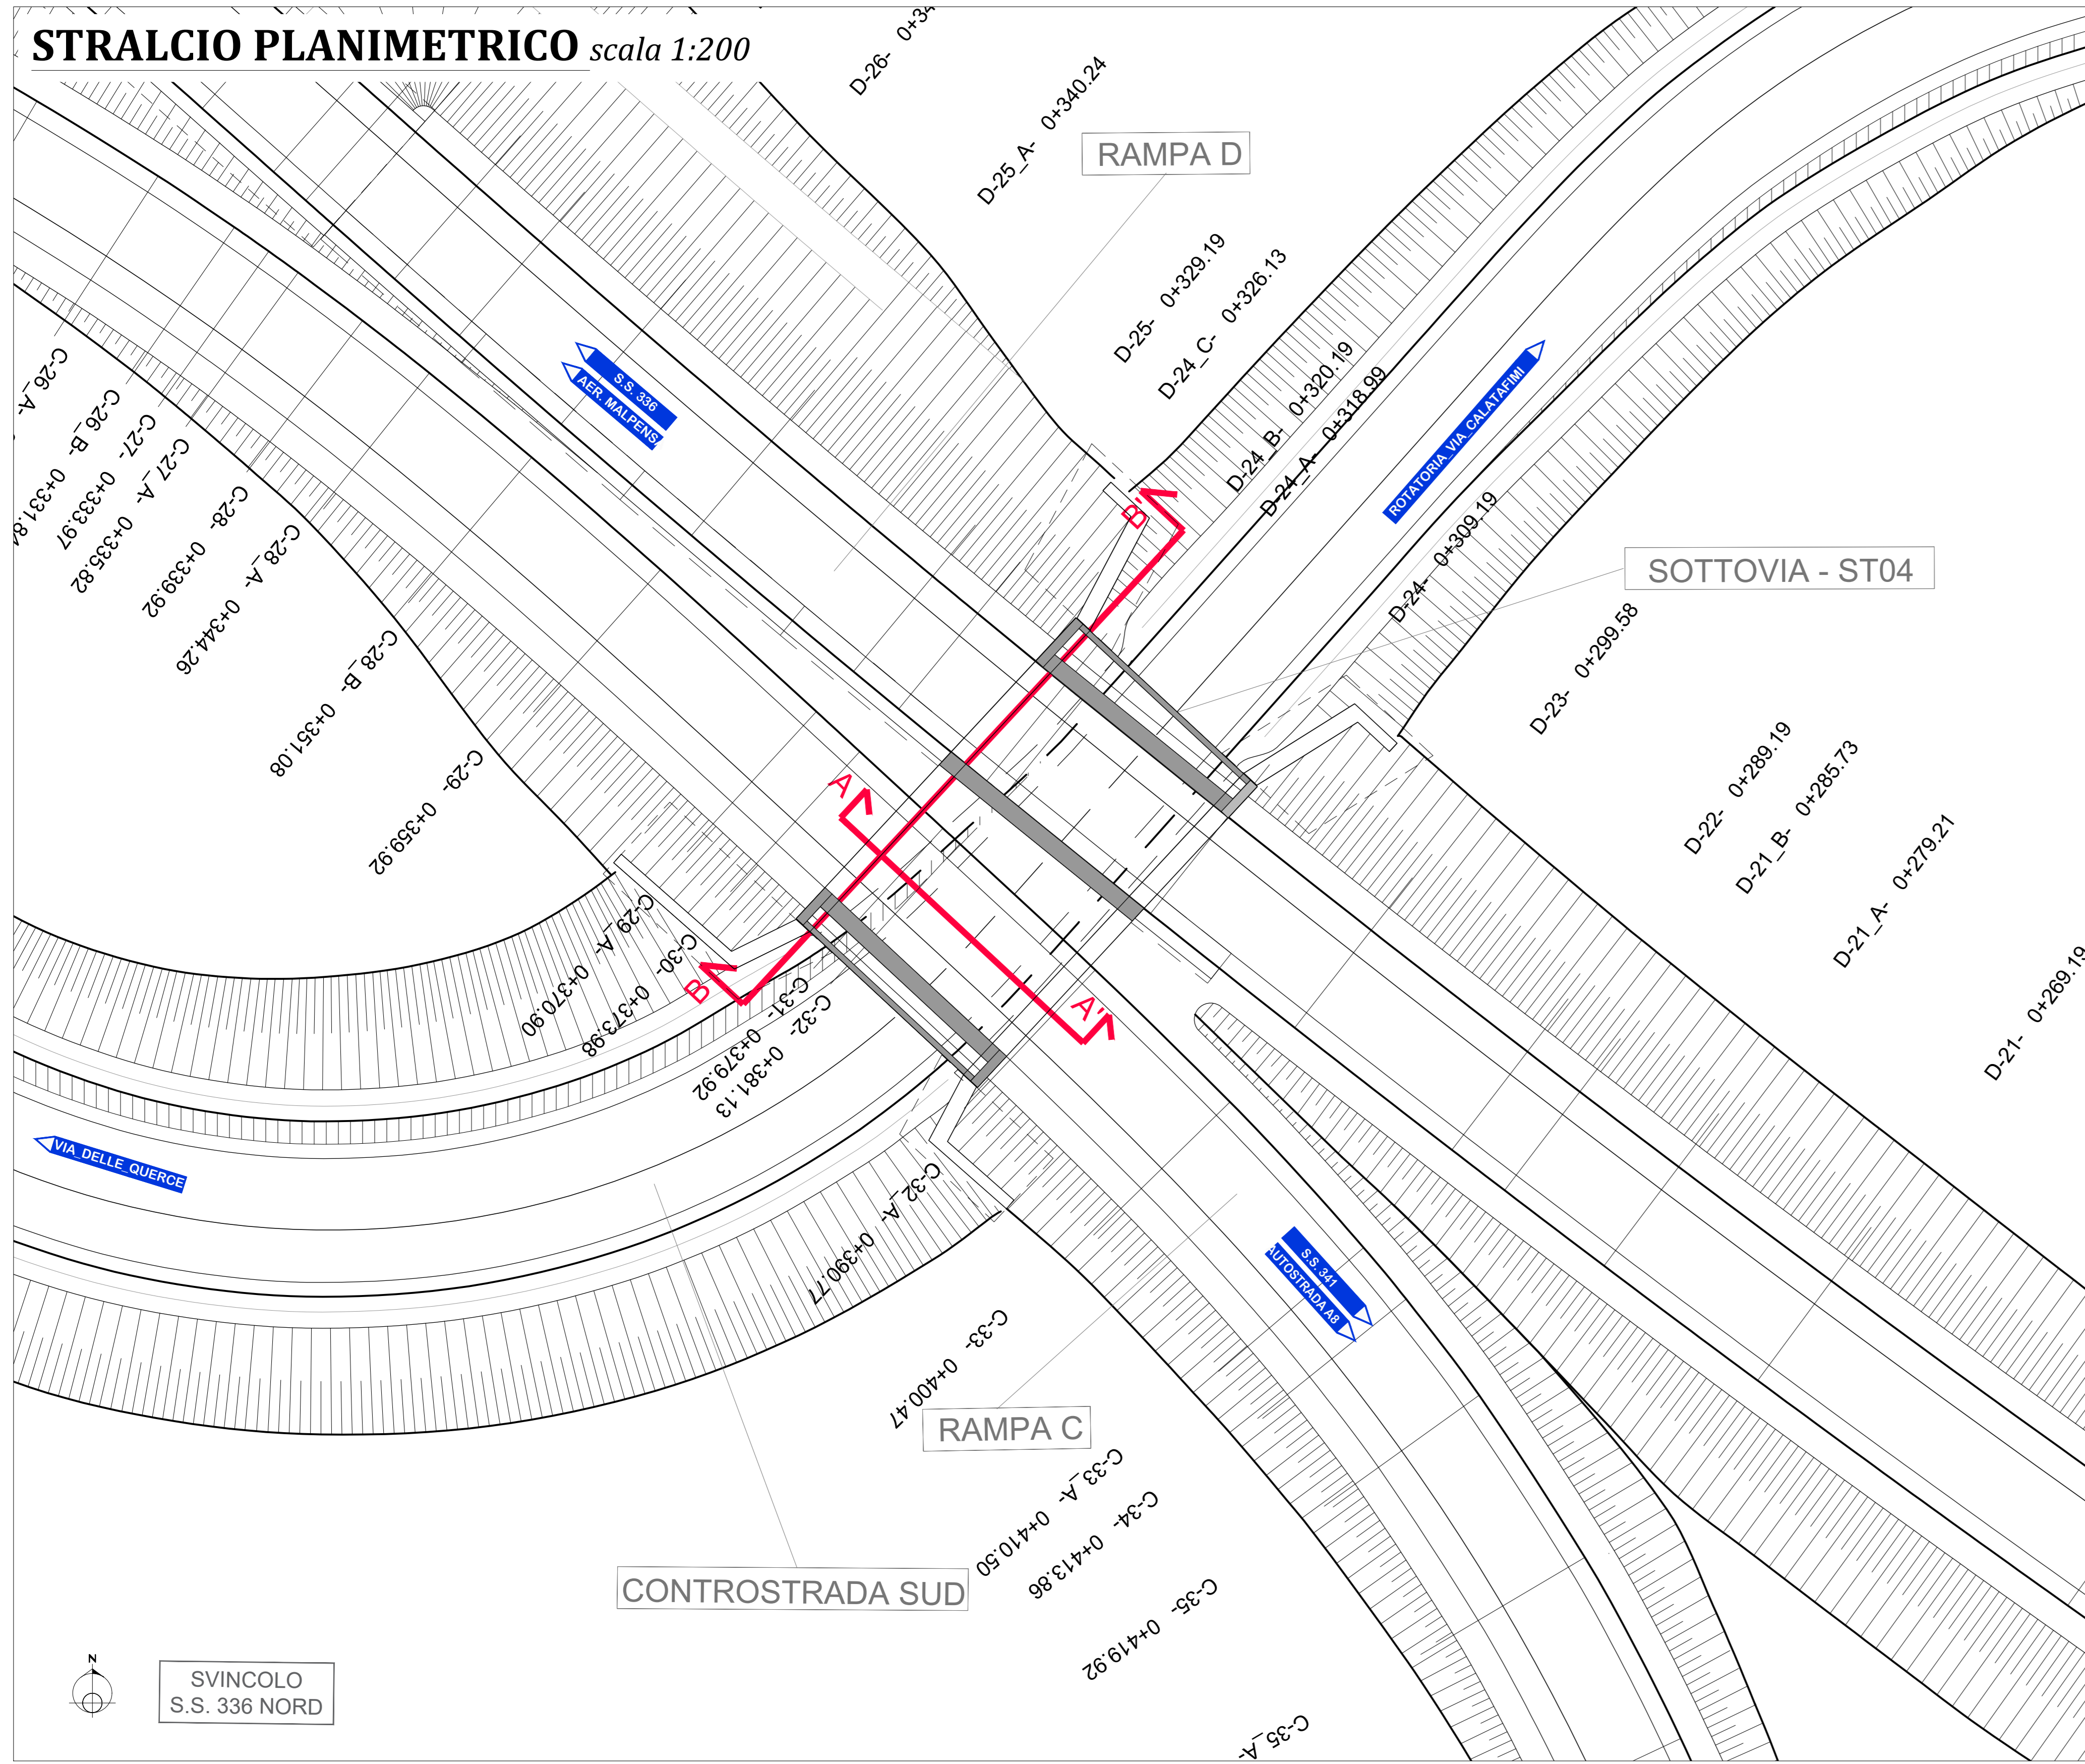 STRALCIO PLANIMETRICO scala 1:200
D-25_A- 0+340.24
RAMPA D
D-25- 0+329.19
D-24_C- 0+326.13
D-24_B- 0+320.19
D-24_A- 0+318.99
ROTATORIA_VIA_CALATAFIMI
D-24- 0+309.19
SOTTOVIA - ST04
D-23- 0+299.58
D-22- 0+289.19
D-21_B- 0+285.73
D-21_A- 0+279.21
D-21- 0+269.19
S.S. 336
AER. MALPENS
C-26_A-
C-26_B- 0+331.84
C-27- 0+333.97
C-27_A- 0+335.82
C-28- 0+339.92
C-28_A- 0+344.26
C-28_B- 0+351.08
C-29- 0+359.92
C-29_A- 0+370.90
C-30- 0+373.98
C-31- 0+379.92
C-32- 0+381.13
C-32_A- 0+390.77
C-33- 0+400.47
C-33_A- 0+410.50
C-34- 0+413.86
C-35- 0+419.92
C-35_A-
B'
A
B
A'
VIA_DELLE_QUERCE
S.S. 341
AUTOSTRADA A8
RAMPA C
CONTROSTRADA SUD
N
SVINCOLO
S.S. 336 NORD